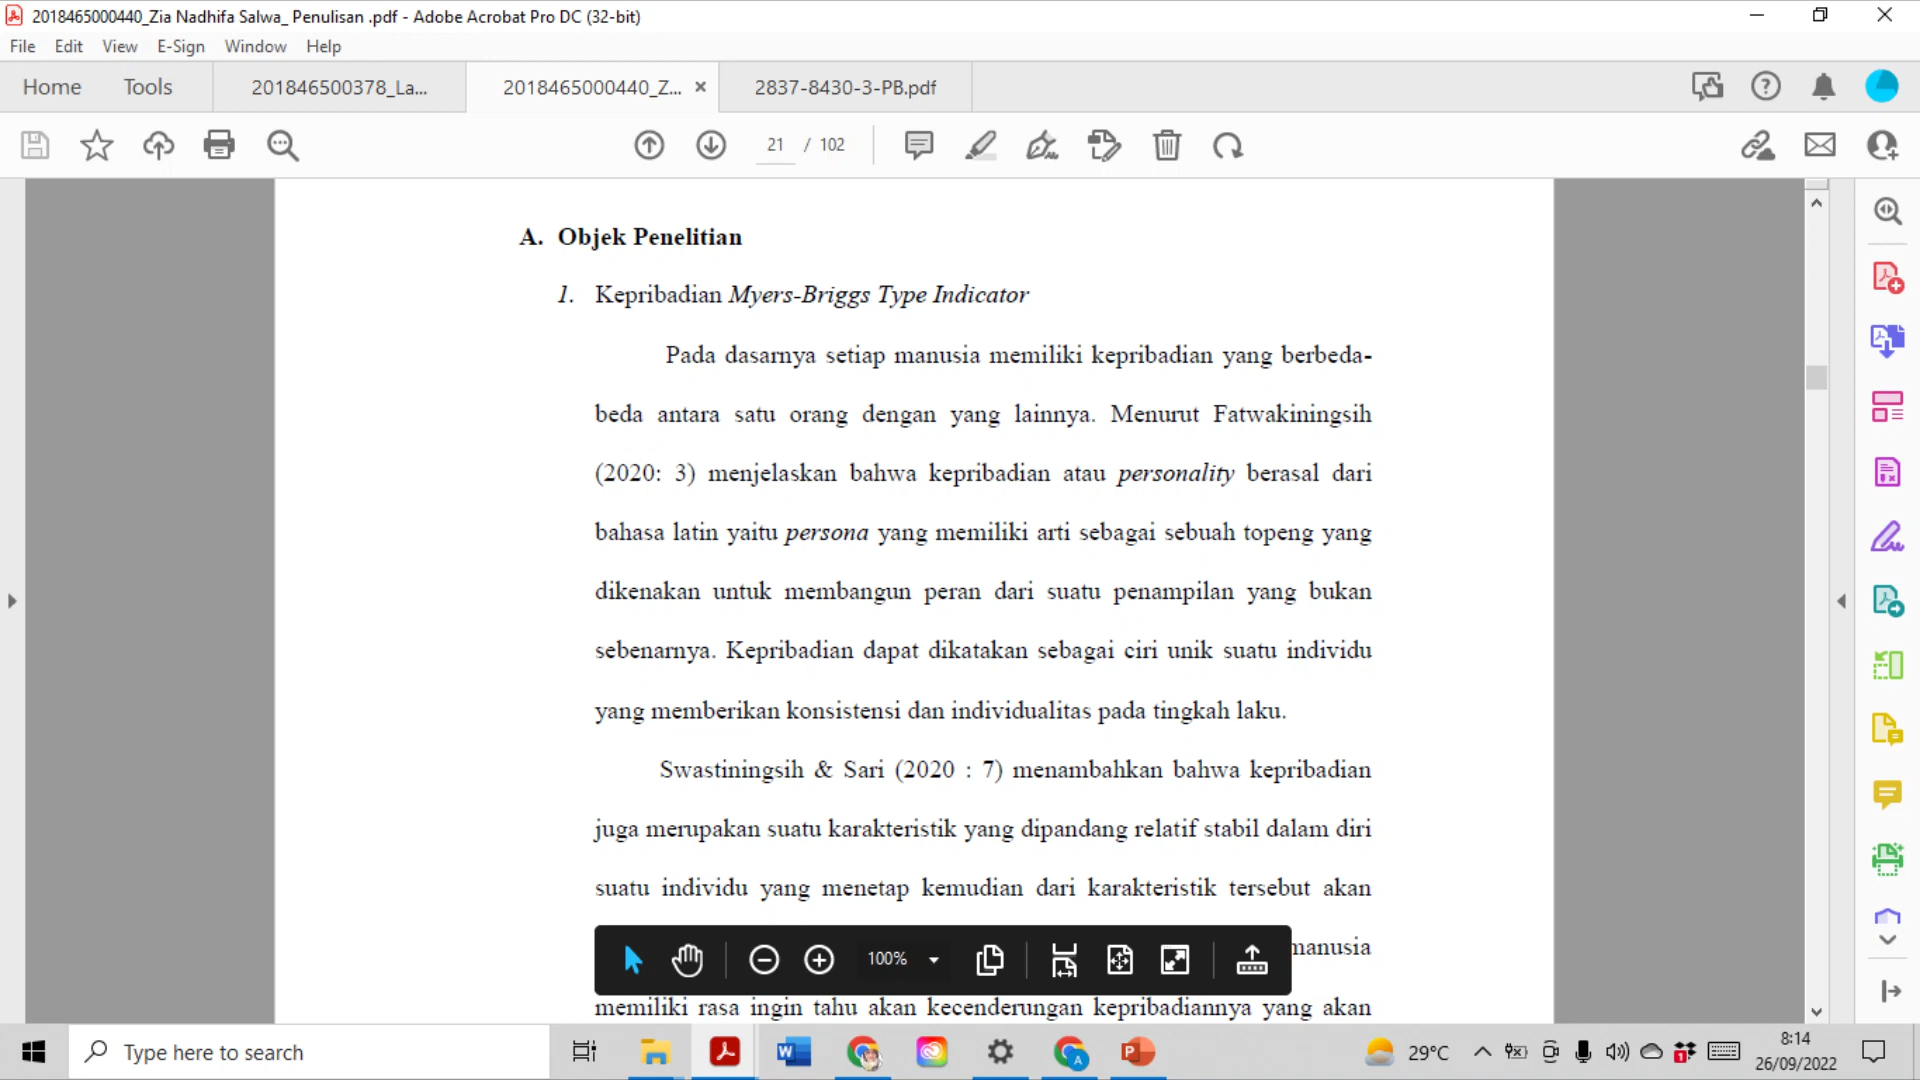 2018465000440_Zia Nadhifa Salwa_ Penulisan .pdf - Adobe Acrobat Pro DC (32-bit)
File Edit View E-Sign Window Help
Home Tools 201846500378_La... 2018465000440_Z... × 2837-8430-3-PB.pdf
21 / 102
A. Objek Penelitian
1. Kepribadian Myers-Briggs Type Indicator
Pada dasarnya setiap manusia memiliki kepribadian yang berbeda-
beda antara satu orang dengan yang lainnya. Menurut Fatwakiningsih
(2020: 3) menjelaskan bahwa kepribadian atau personality berasal dari
bahasa latin yaitu persona yang memiliki arti sebagai sebuah topeng yang
dikenakan untuk membangun peran dari suatu penampilan yang bukan
sebenarnya. Kepribadian dapat dikatakan sebagai ciri unik suatu individu
yang memberikan konsistensi dan individualitas pada tingkah laku.
Swastiningsih & Sari (2020 : 7) menambahkan bahwa kepribadian
juga merupakan suatu karakteristik yang dipandang relatif stabil dalam diri
suatu individu yang menetap kemudian dari karakteristik tersebut akan
manusia
100%
memiliki rasa ingin tahu akan kecenderungan kepribadiannya yang akan
Type here to search
29°C
8:14
26/09/2022